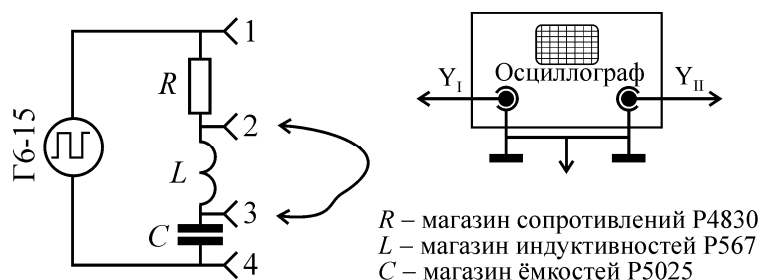 1
R
2
Г6-15
L
3
C
4
Осциллограф
Y_I
Y_II
R – магазин сопротивлений Р4830
L – магазин индуктивностей Р567
C – магазин ёмкостей Р5025